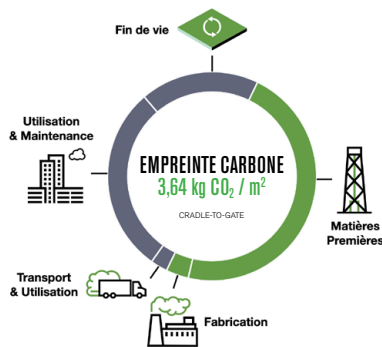 Fin de vie
Utilisation
& Maintenance
EMPREINTE CARBONE
3,64 kg CO₂ / m²
CRADLE-TO-GATE
Matières
Premières
Transport
& Utilisation
Fabrication